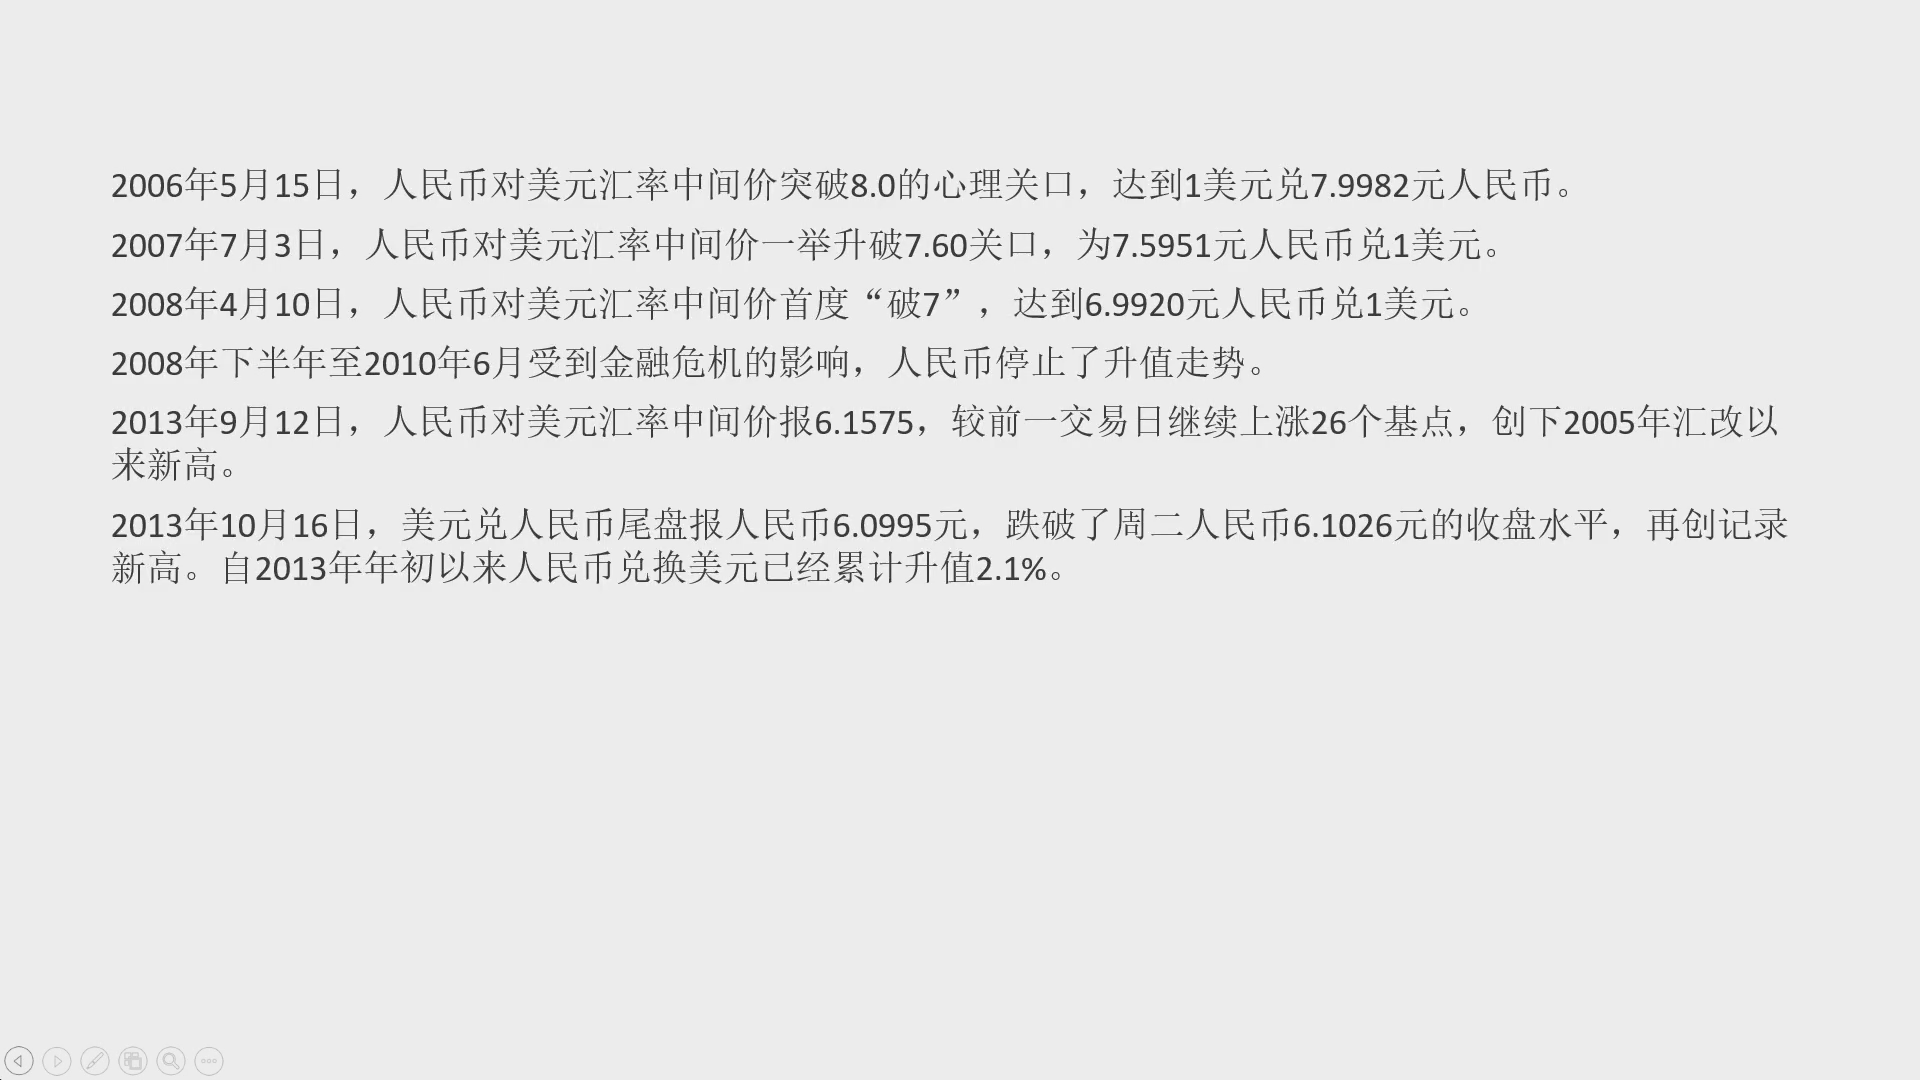 2006年5月15日，人民币对美元汇率中间价突破8.0的心理关口，达到1美元兑7.9982元人民币。
2007年7月3日，人民币对美元汇率中间价一举升破7.60关口，为7.5951元人民币兑1美元。
2008年4月10日，人民币对美元汇率中间价首度“破7”，达到6.9920元人民币兑1美元。
2008年下半年至2010年6月受到金融危机的影响，人民币停止了升值走势。
2013年9月12日，人民币对美元汇率中间价报6.1575，较前一交易日继续上涨26个基点，创下2005年汇改以
来新高。
2013年10月16日，美元兑人民币尾盘报人民币6.0995元，跌破了周二人民币6.1026元的收盘水平，再创记录
新高。自2013年年初以来人民币兑换美元已经累计升值2.1%。